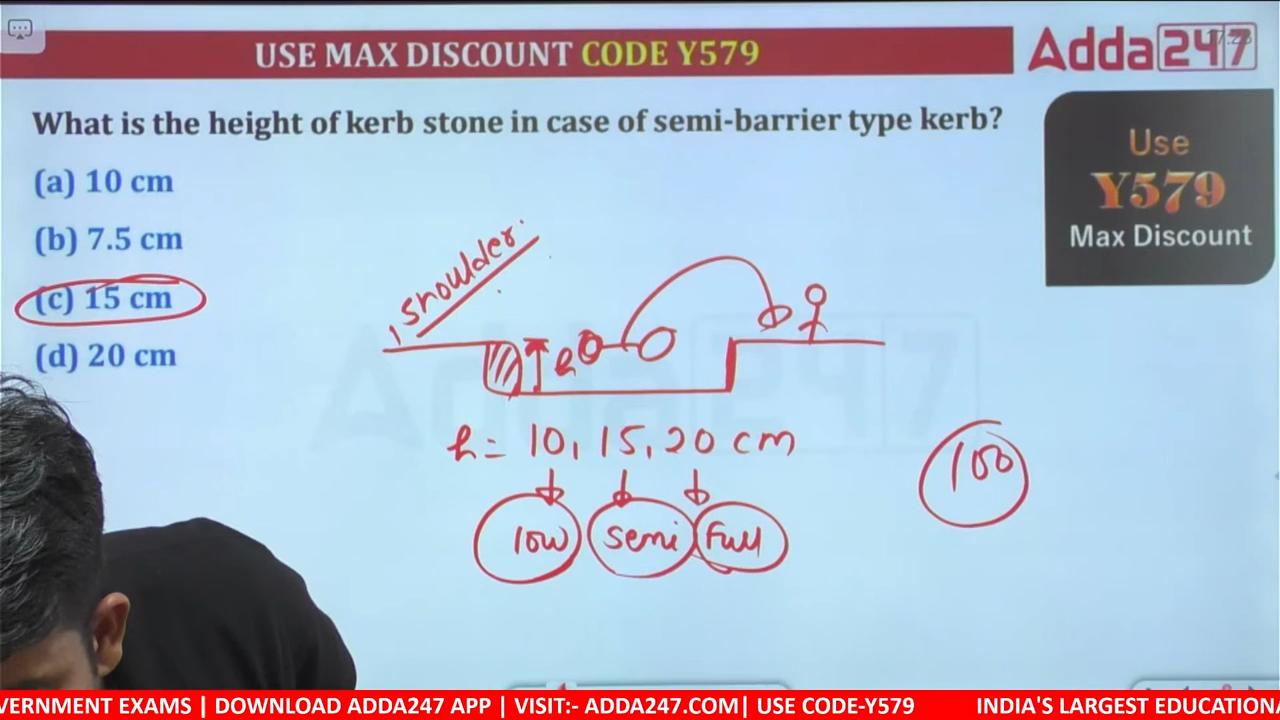 USE MAX DISCOUNT CODE Y579
Adda247
What is the height of kerb stone in case of semi-barrier type kerb?
(a) 10 cm
(b) 7.5 cm
(c) 15 cm
(d) 20 cm
Use
Y579
Max Discount
shoulder
h
h = 10, 15, 20 cm
low semi Full
100
VERNMENT EXAMS | DOWNLOAD ADDA247 APP | VISIT:- ADDA247.COM| USE CODE-Y579 INDIA'S LARGEST EDUCATIONA